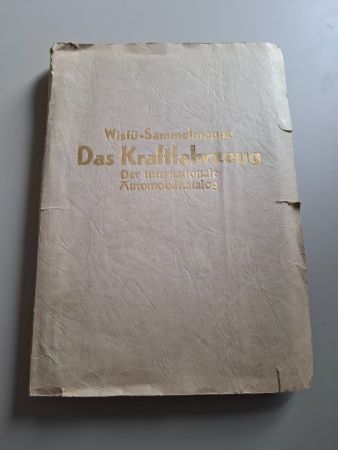 Wistü-Sammelmappe
Das Kraftfahrzeug
Der internationale
Automobilkatalog